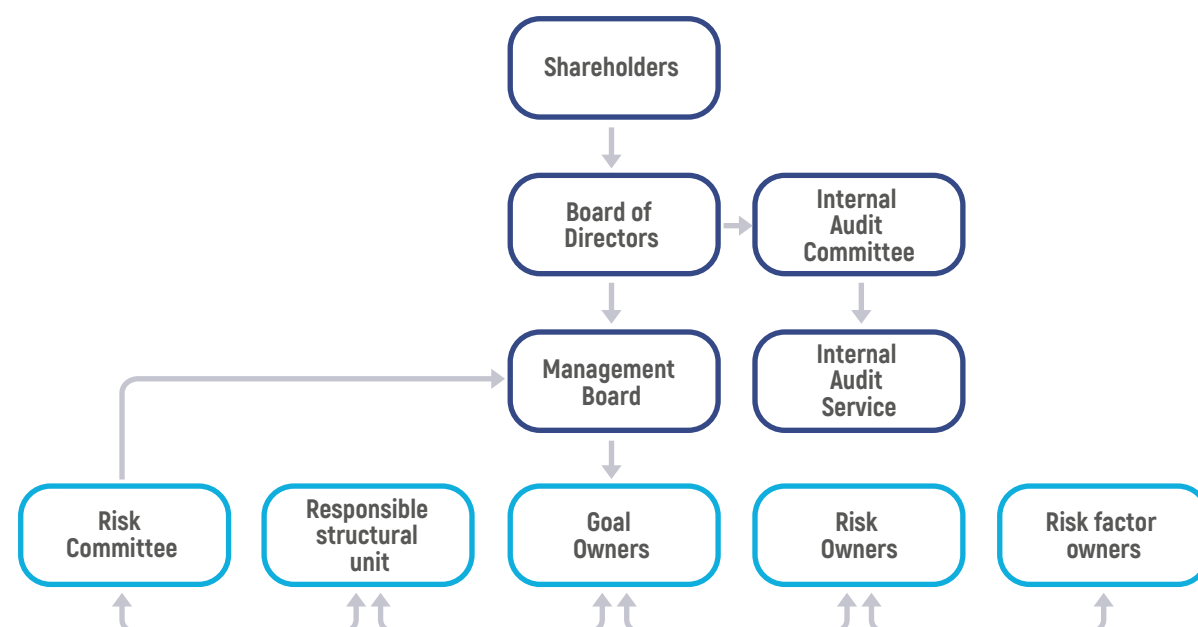 Shareholders
Board of
Directors
Internal
Audit
Committee
Management
Board
Internal
Audit
Service
Risk
Committee
Responsible
structural
unit
Goal
Owners
Risk
Owners
Risk factor
owners